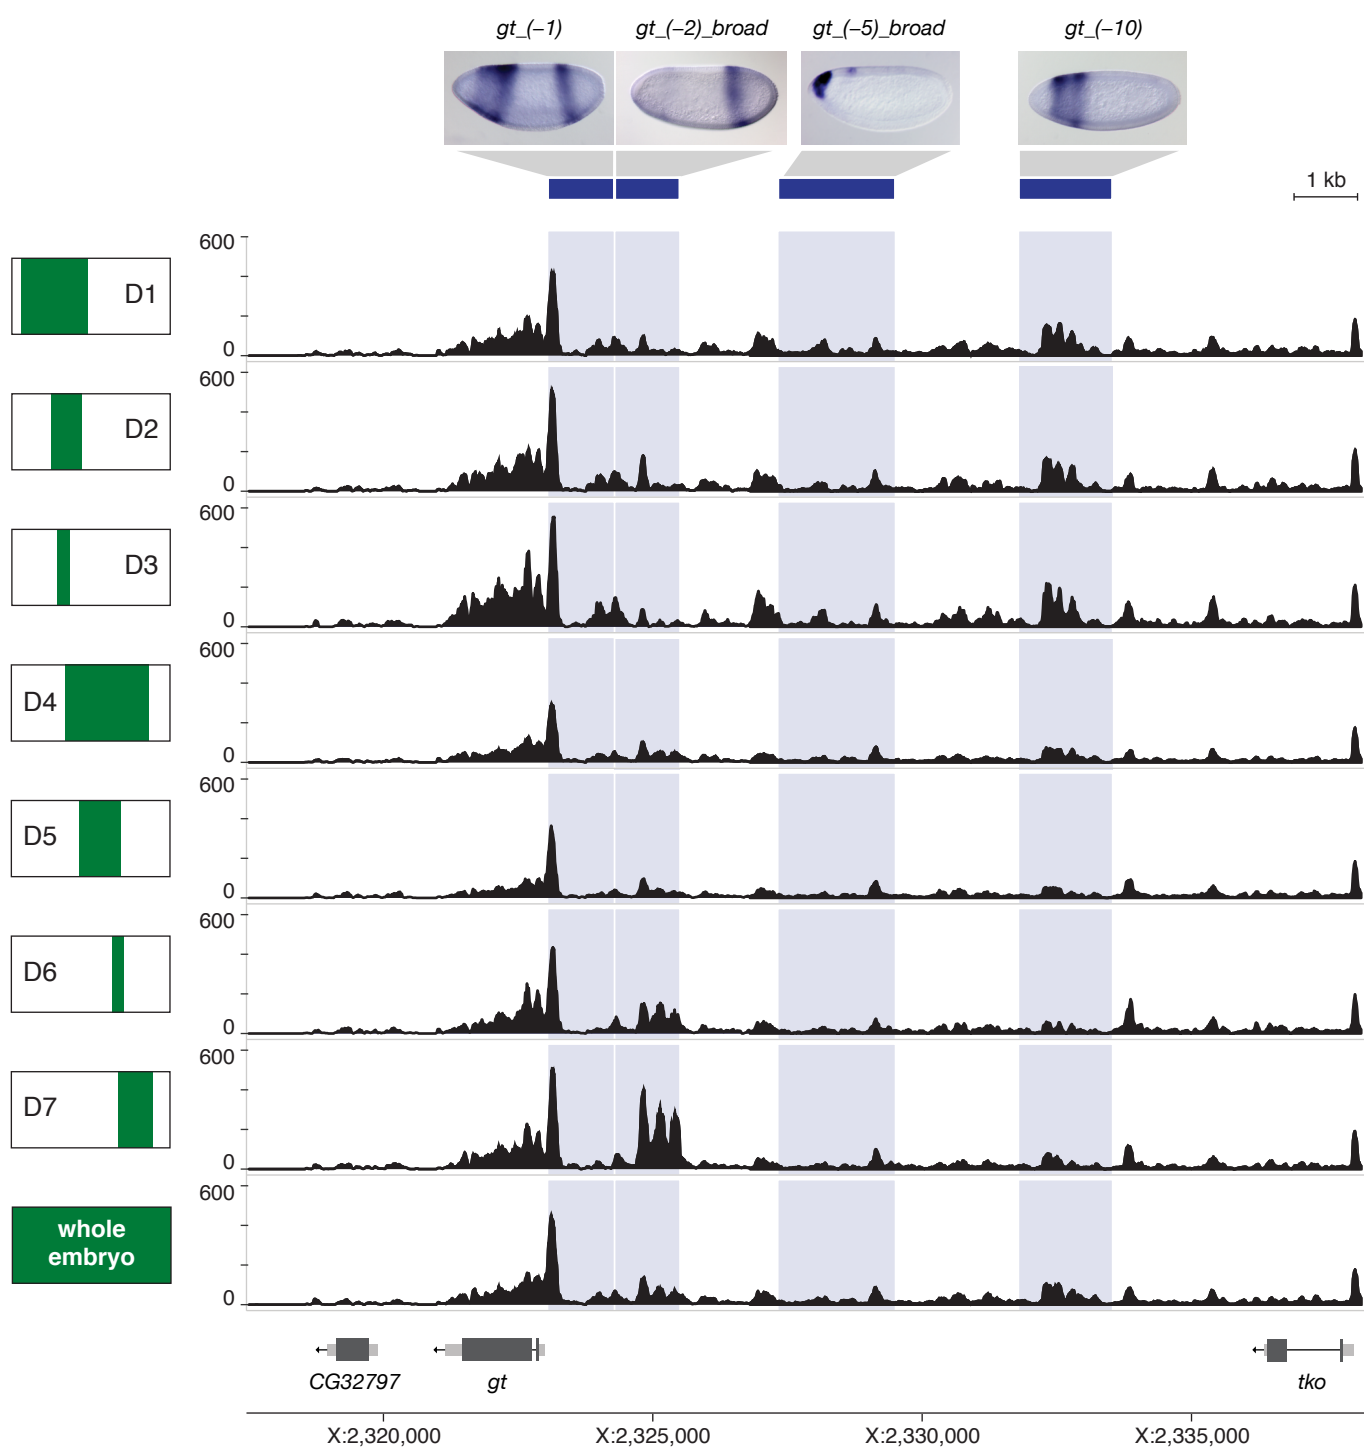 gt_(−1) gt_(−2)_broad gt_(−5)_broad gt_(−10)
1 kb
600
D1
0
600
D2
0
600
D3
0
600
D4
0
600
D5
0
600
D6
0
600
D7
0
600
whole
embryo
0
CG32797 gt tko
X:2,320,000 X:2,325,000 X:2,330,000 X:2,335,000